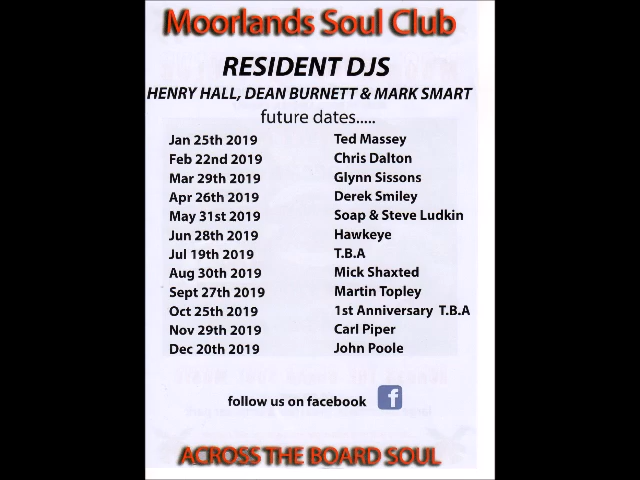 Moorlands Soul Club
RESIDENT DJS
HENRY HALL, DEAN BURNETT & MARK SMART
future dates.....
Jan 25th 2019 Ted Massey
Feb 22nd 2019 Chris Dalton
Mar 29th 2019 Glynn Sissons
Apr 26th 2019 Derek Smiley
May 31st 2019 Soap & Steve Ludkin
Jun 28th 2019 Hawkeye
Jul 19th 2019 T.B.A
Aug 30th 2019 Mick Shaxted
Sept 27th 2019 Martin Topley
Oct 25th 2019 1st Anniversary T.B.A
Nov 29th 2019 Carl Piper
Dec 20th 2019 John Poole
follow us on facebook f
ACROSS THE BOARD SOUL